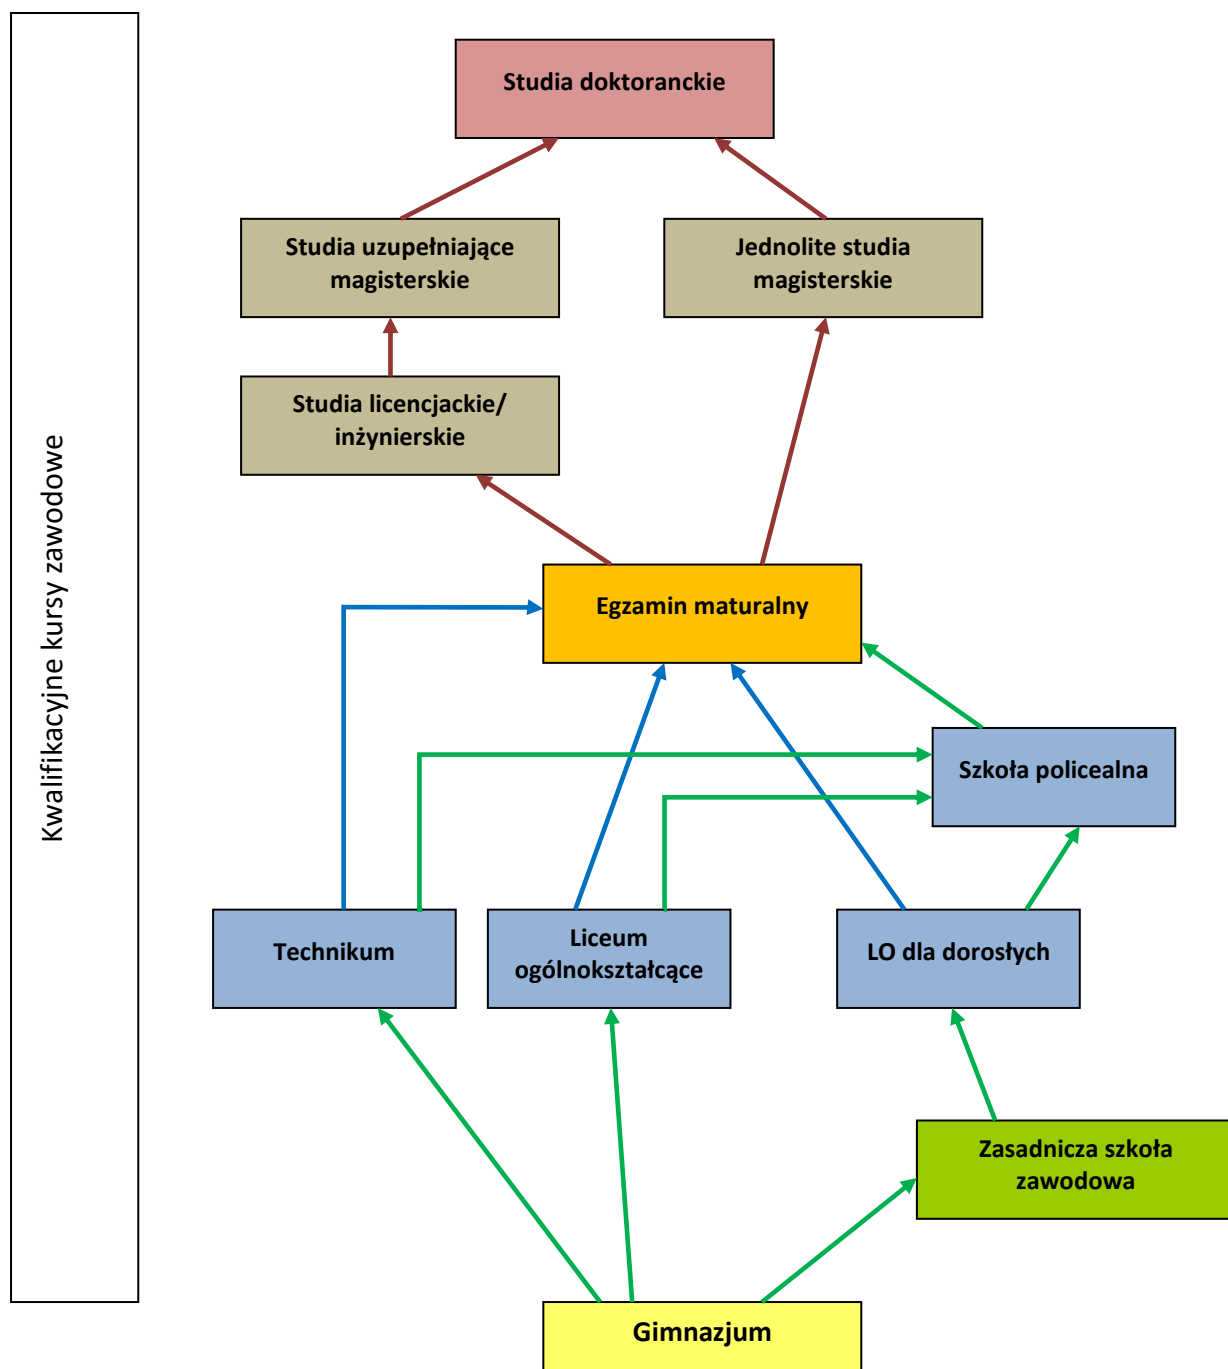 Studia doktoranckie
Studia uzupełniające
magisterskie
Jednolite studia
magisterskie
Studia licencjackie/
inżynierskie
Kwalifikacyjne kursy zawodowe
Egzamin maturalny
Szkoła policealna
Technikum
Liceum
ogólnokształcące
LO dla dorosłych
Zasadnicza szkoła
zawodowa
Gimnazjum